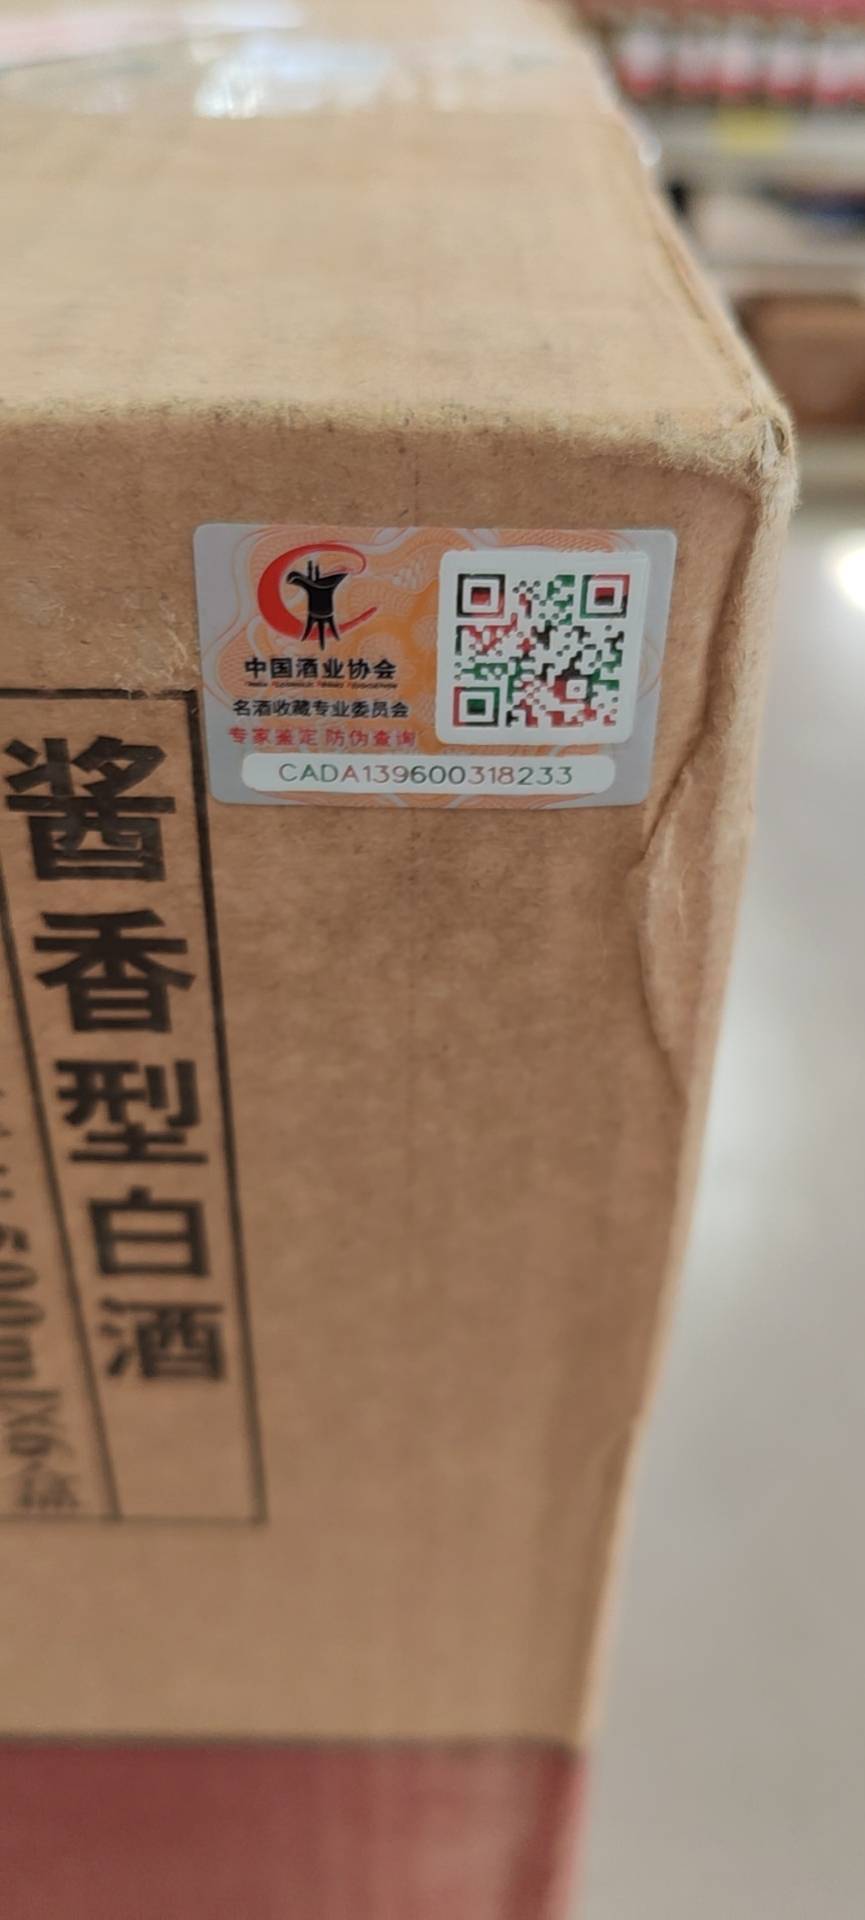 中国酒业协会
名酒收藏专业委员会
专家鉴定 防伪查询
CADA139600318233
酱香型白酒